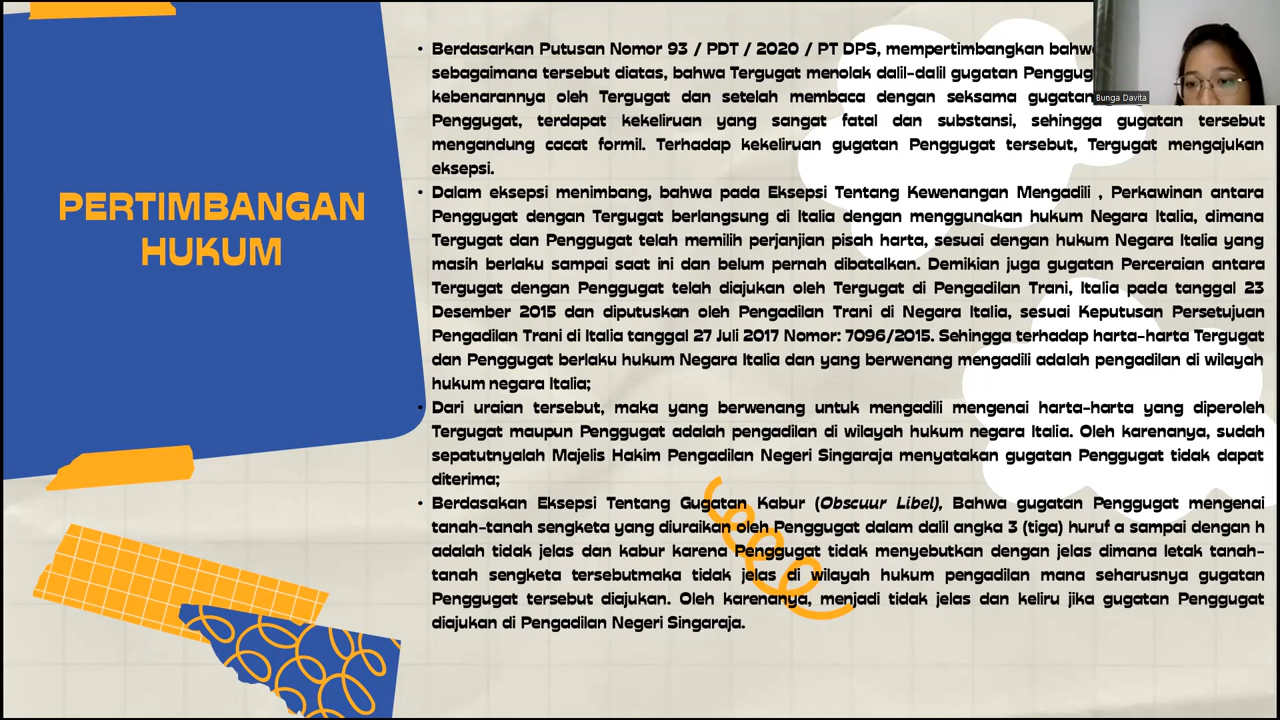 PERTIMBANGAN
HUKUM
• Berdasarkan Putusan Nomor 93 / PDT / 2020 / PT DPS, mempertimbangkan
sebagaimana tersebut diatas, bahwa Tergugat menolak dalil-dalil gugatan
kebenarannya oleh Tergugat dan setelah membaca dengan seksama gugatan
Penggugat, terdapat kekeliruan yang sangat fatal dan substansi, sehingga gugatan tersebut
mengandung cacat formil. Terhadap kekeliruan gugatan Penggugat tersebut, Tergugat mengajukan
eksepsi.
• Dalam eksepsi menimbang, bahwa pada Eksepsi Tentang Kewenangan Mengadili , Perkawinan antara
Penggugat dengan Tergugat berlangsung di Italia dengan menggunakan hukum Negara Italia, dimana
Tergugat dan Penggugat telah memilih perjanjian pisah harta, sesuai dengan hukum Negara Italia yang
masih berlaku sampai saat ini dan belum pernah dibatalkan. Demikian juga gugatan Perceraian antara
Tergugat dengan Penggugat telah diajukan oleh Tergugat di Pengadilan Trani, Italia pada tanggal 23
Desember 2015 dan diputuskan oleh Pengadilan Trani di Negara Italia, sesuai Keputusan Persetujuan
Pengadilan Trani di Italia tanggal 27 Juli 2017 Nomor: 7096/2015. Sehingga terhadap harta-harta Tergugat
dan Penggugat berlaku hukum Negara Italia dan yang berwenang mengadili adalah pengadilan di wilayah
hukum negara Italia;
• Dari uraian tersebut, maka yang berwenang untuk mengadili mengenai harta-harta yang diperoleh
Tergugat maupun Penggugat adalah pengadilan di wilayah hukum negara Italia. Oleh karenanya, sudah
sepatutnyalah Majelis Hakim Pengadilan Negeri Singaraja menyatakan gugatan Penggugat tidak dapat
diterima;
• Berdasakan Eksepsi Tentang Gugatan Kabur (Obscuur Libel), Bahwa gugatan Penggugat mengenai
tanah-tanah sengketa yang diuraikan oleh Penggugat dalam dalil angka 3 (tiga) huruf a sampai dengan h
adalah tidak jelas dan kabur karena Penggugat tidak menyebutkan dengan jelas dimana letak tanah-
tanah sengketa tersebutmaka tidak jelas di wilayah hukum pengadilan mana seharusnya gugatan
Penggugat tersebut diajukan. Oleh karenanya, menjadi tidak jelas dan keliru jika gugatan Penggugat
diajukan di Pengadilan Negeri Singaraja.
Bunga Davita